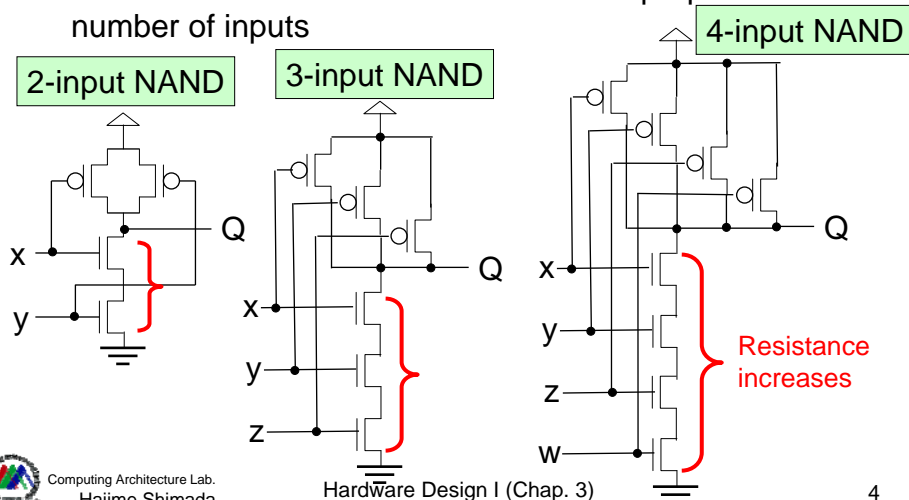 number of inputs
2-input NAND
3-input NAND
4-input NAND
x
y
Q
x
y
z
Q
x
y
z
w
Q
Resistance
increases
Computing Architecture Lab.
Hajime Shimada
Hardware Design I (Chap. 3)
4